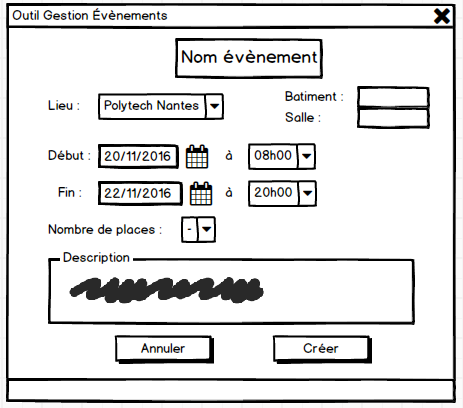 Outil Gestion Évènements
Nom évènement
Lieu : Polytech Nantes
Batiment :
Salle :
Début : 20/11/2016 à 08h00
Fin : 22/11/2016 à 20h00
Nombre de places : -
Description
Annuler Créer